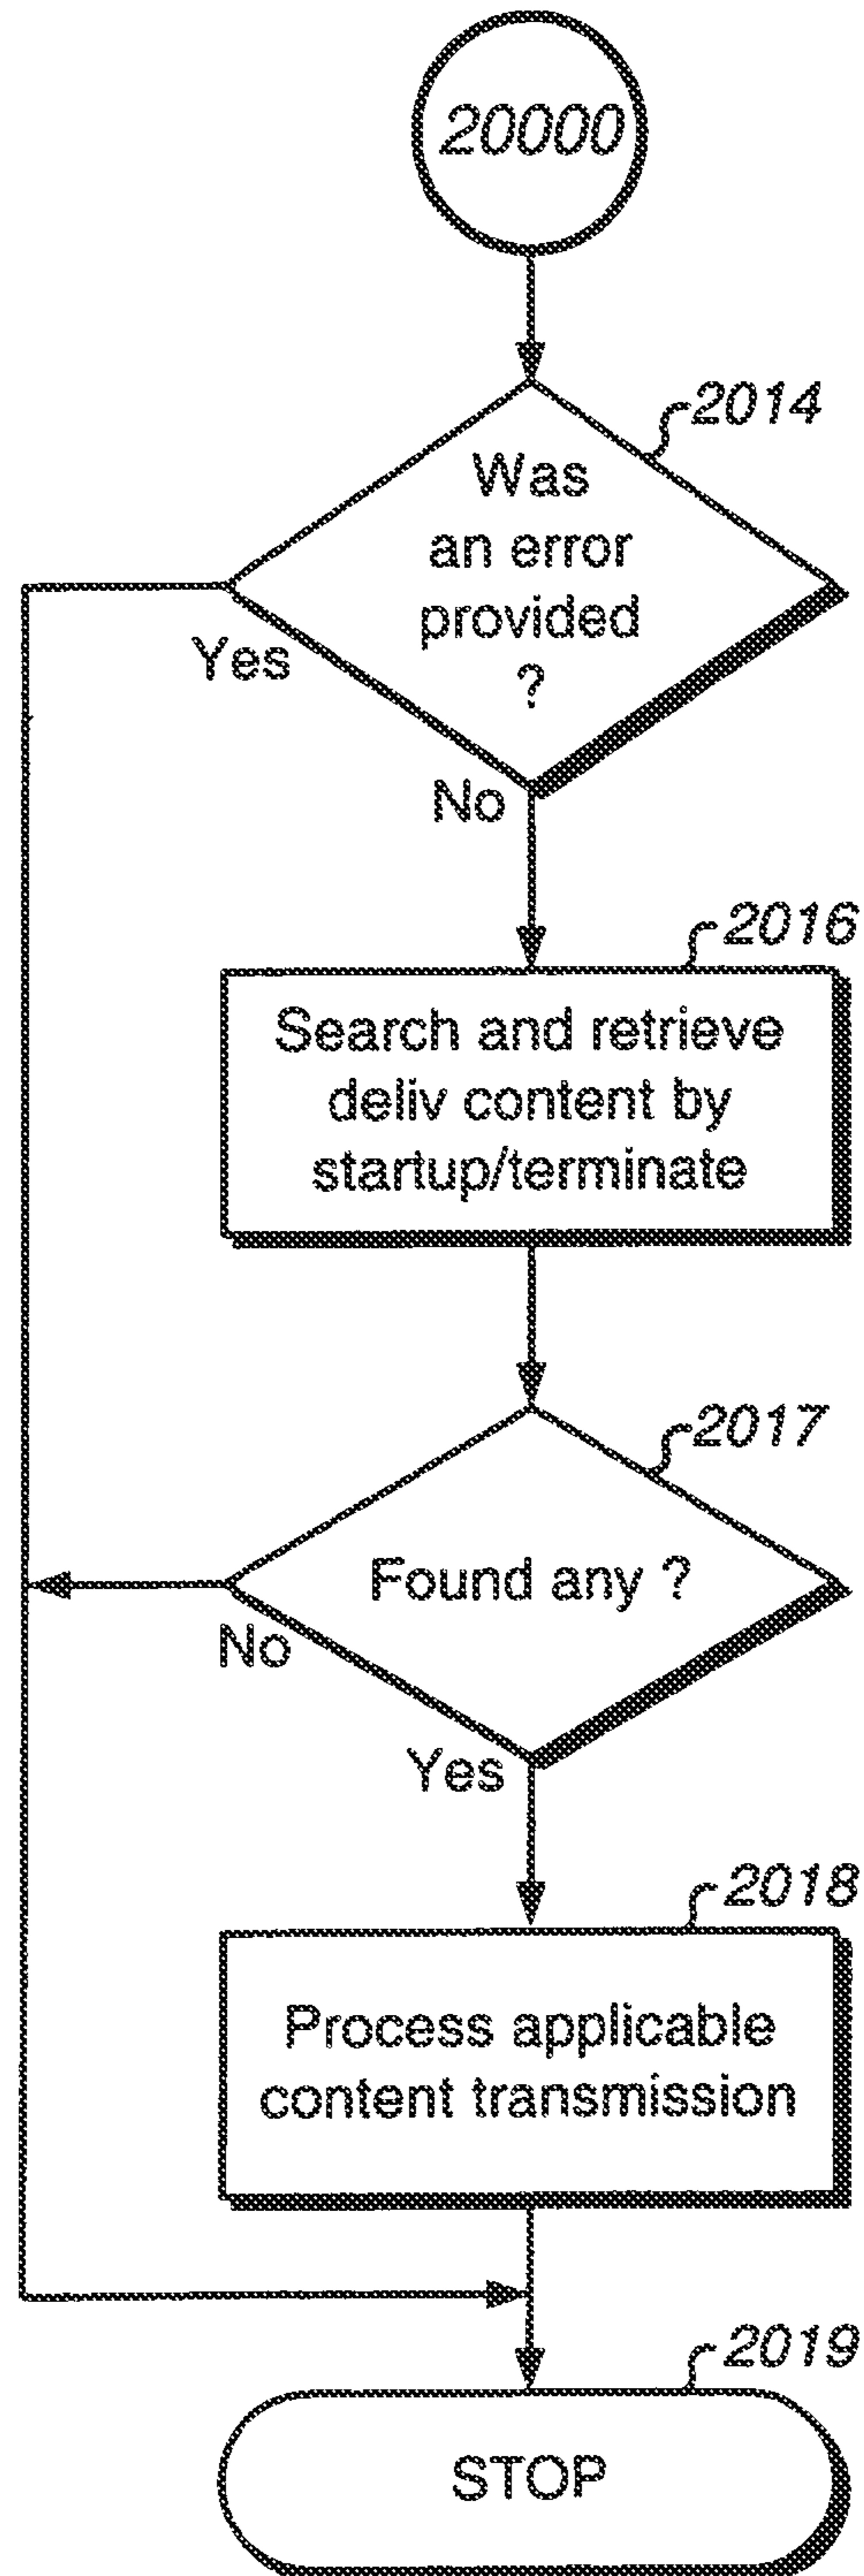 20000
2014
Was
an error
provided
?
Yes
No
2016
Search and retrieve
deliv content by
startup/terminate
2017
Found any ?
No
Yes
2018
Process applicable
content transmission
2019
STOP